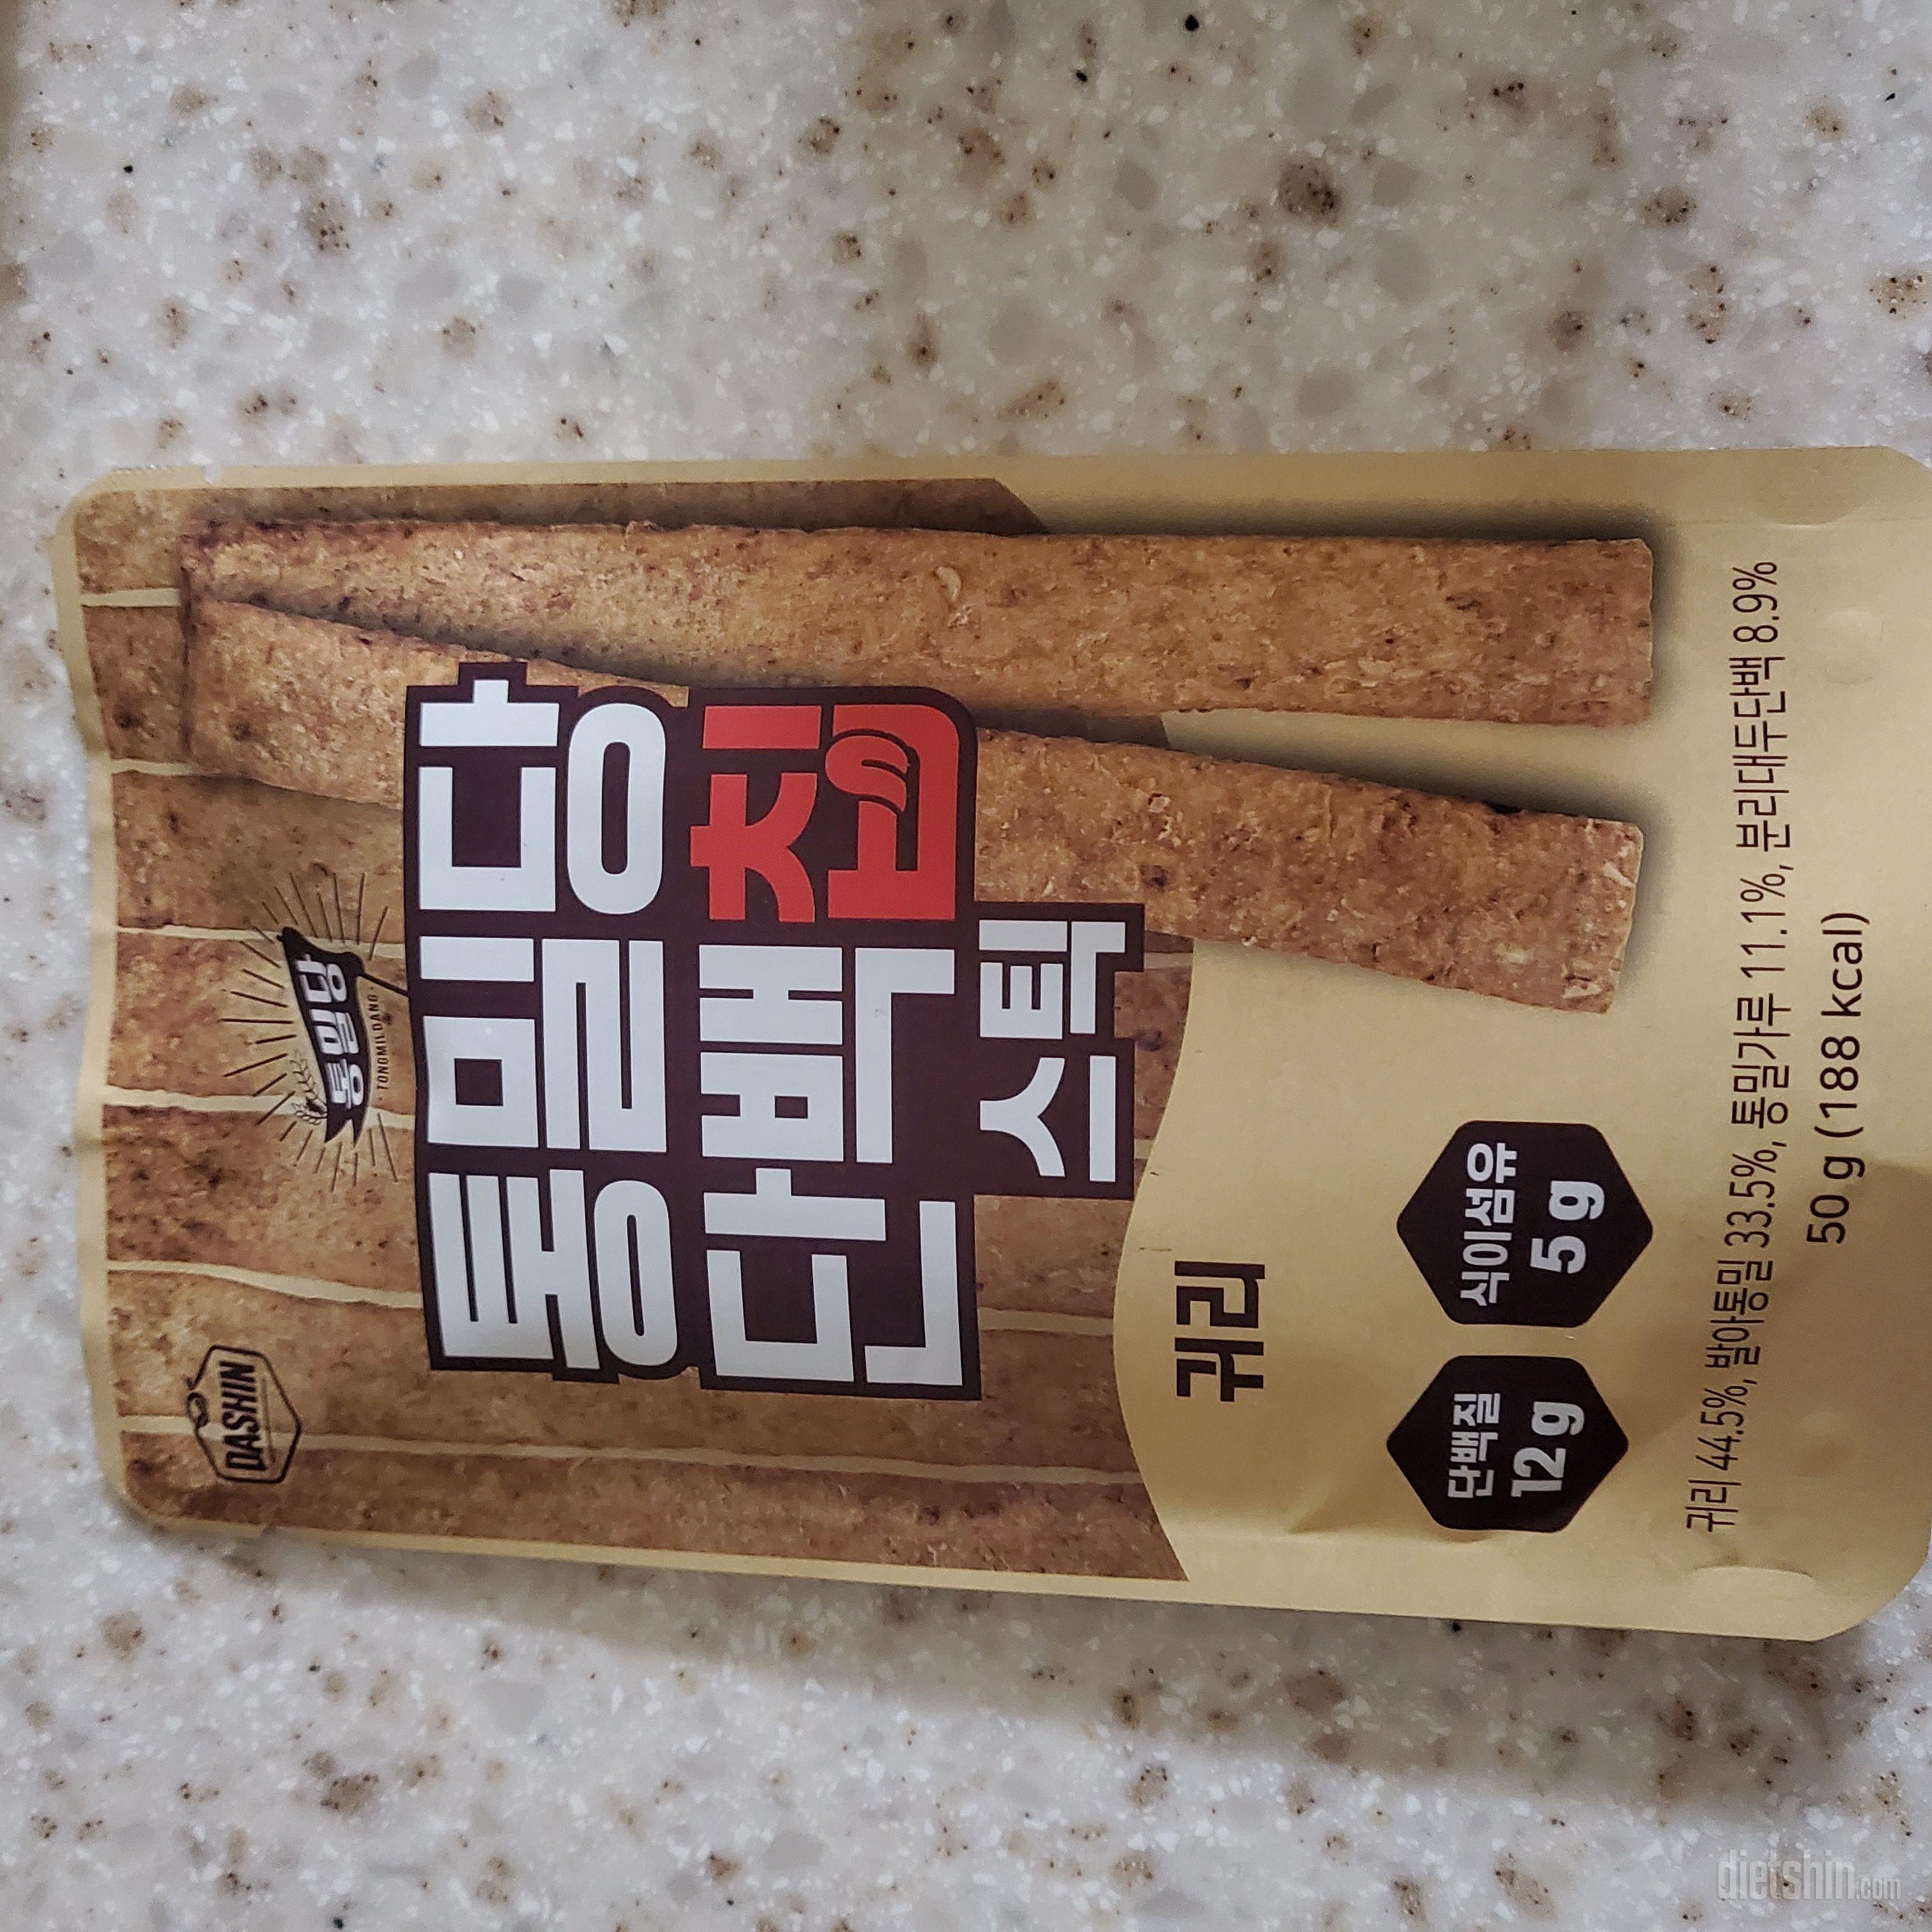 DASHIN
통밀당
TONGMILDANG
통밀당
단백칩
스틱
귀리
단백질
12 g
식이섬유
5 g
귀리 44.5%, 발아통밀 33.5%, 통밀가루 11.1%, 분리대두단백 8.9%
50 g (188 kcal)
dietshin.com